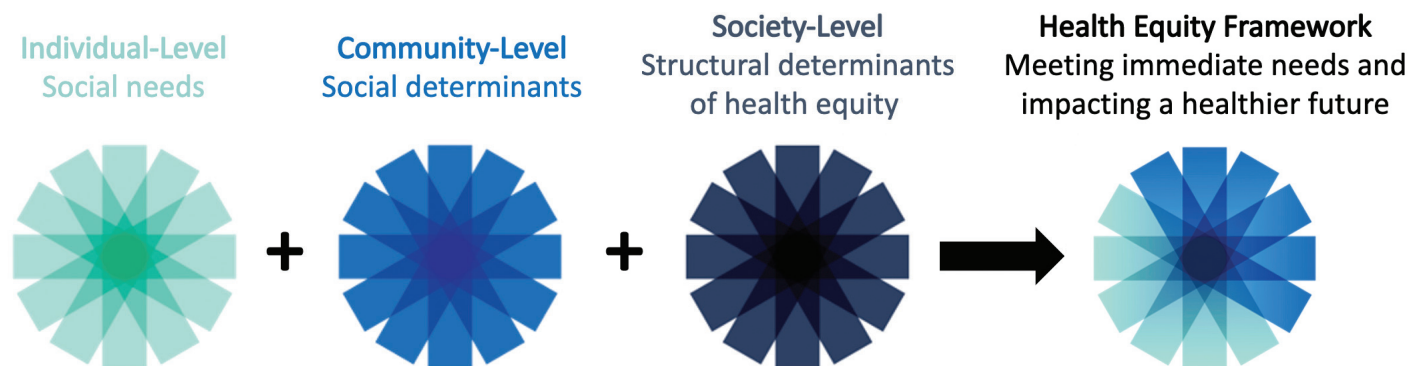 Individual-Level
Social needs
Community-Level
Social determinants
Society-Level
Structural determinants
of health equity
Health Equity Framework
Meeting immediate needs and
impacting a healthier future
+
+